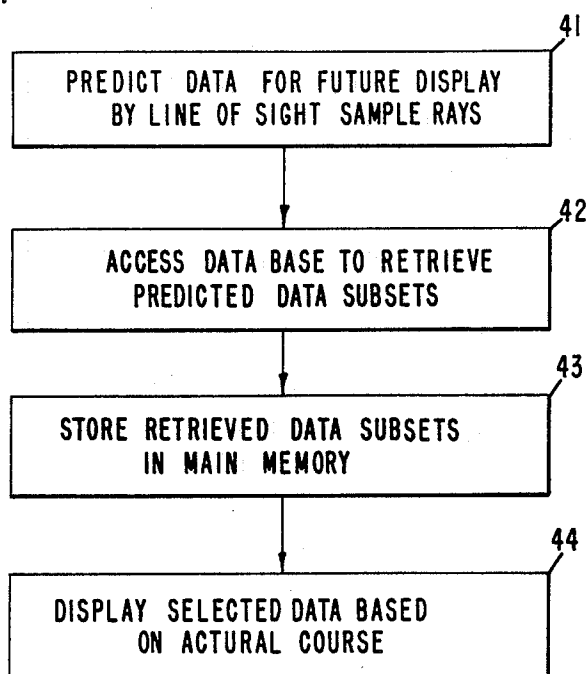 41
PREDICT DATA FOR FUTURE DISPLAY
BY LINE OF SIGHT SAMPLE RAYS
42
ACCESS DATA BASE TO RETRIEVE
PREDICTED DATA SUBSETS
43
STORE RETRIEVED DATA SUBSETS
IN MAIN MEMORY
44
DISPLAY SELECTED DATA BASED
ON ACTURAL COURSE